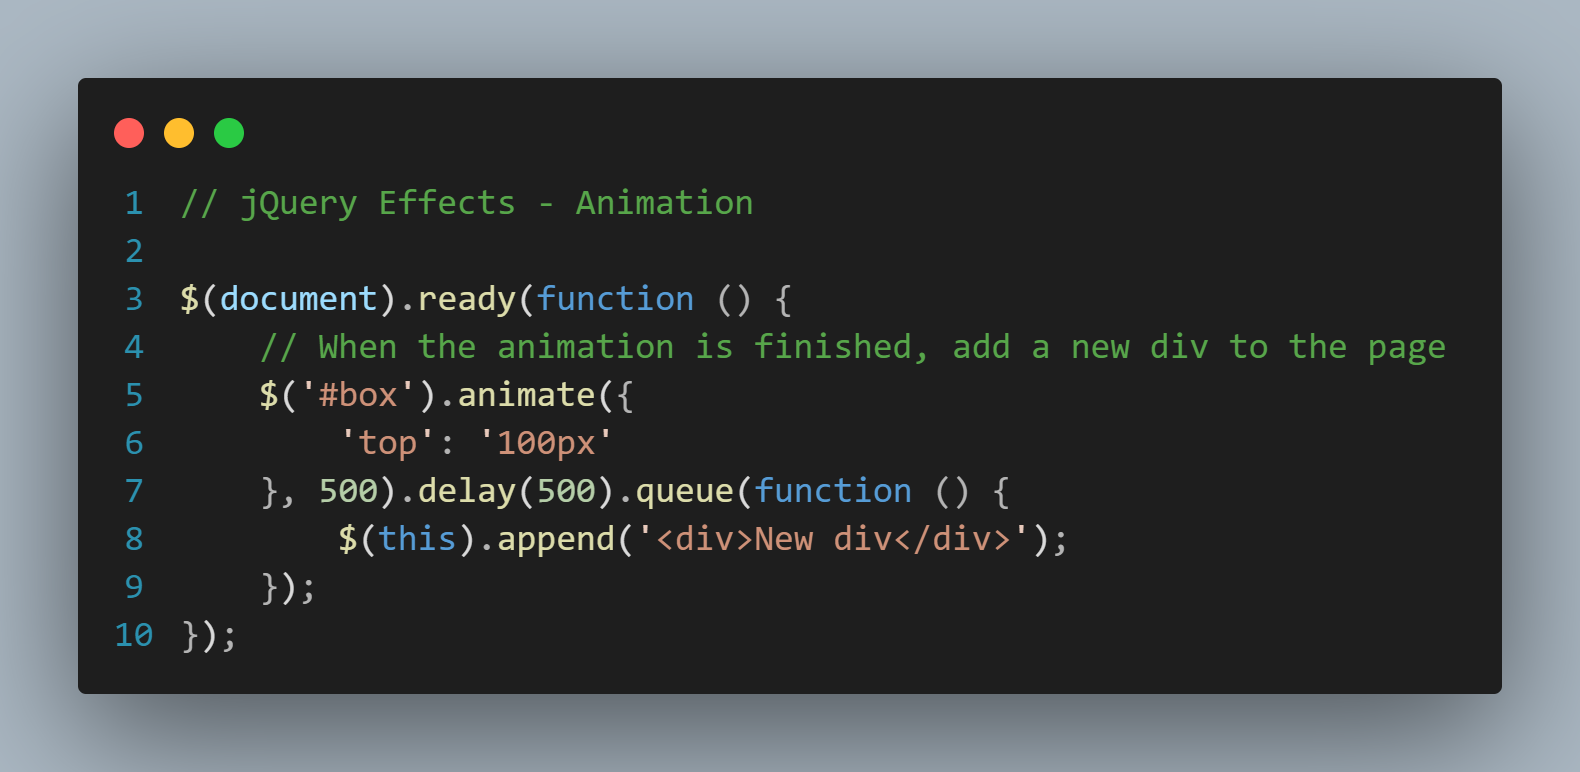 1 // jQuery Effects - Animation
2
3 $(document).ready(function () {
4     // When the animation is finished, add a new div to the page
5     $('#box').animate({
6         'top': '100px'
7     }, 500).delay(500).queue(function () {
8         $(this).append('<div>New div</div>');
9     });
10 });